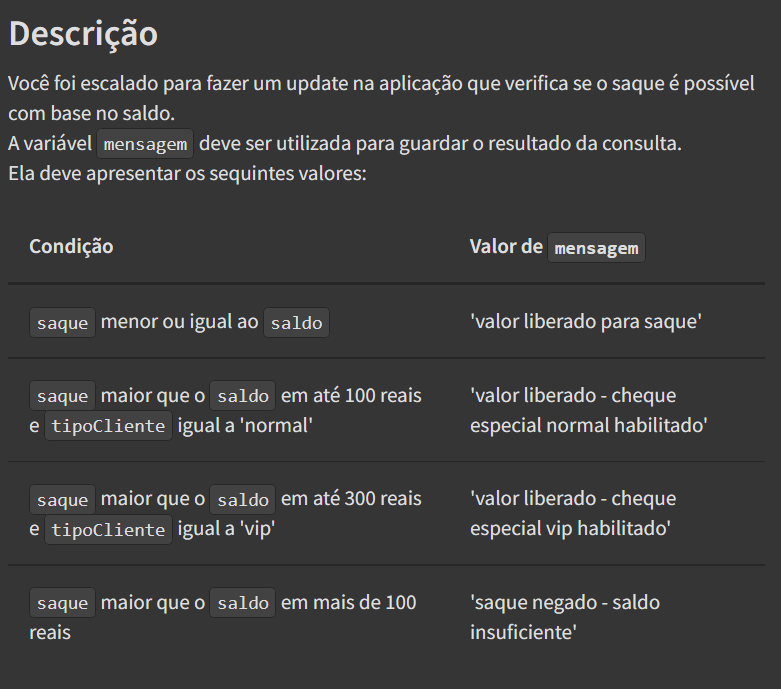 Descrição
Você foi escalado para fazer um update na aplicação que verifica se o saque é possível
com base no saldo.
A variável mensagem deve ser utilizada para guardar o resultado da consulta.
Ela deve apresentar os sequintes valores:
Condição Valor de mensagem
saque menor ou igual ao saldo 'valor liberado para saque'
saque maior que o saldo em até 100 reais 'valor liberado - cheque
e tipoCliente igual a 'normal' especial normal habilitado'
saque maior que o saldo em até 300 reais 'valor liberado - cheque
e tipoCliente igual a 'vip' especial vip habilitado'
saque maior que o saldo em mais de 100 'saque negado - saldo
reais insuficiente'